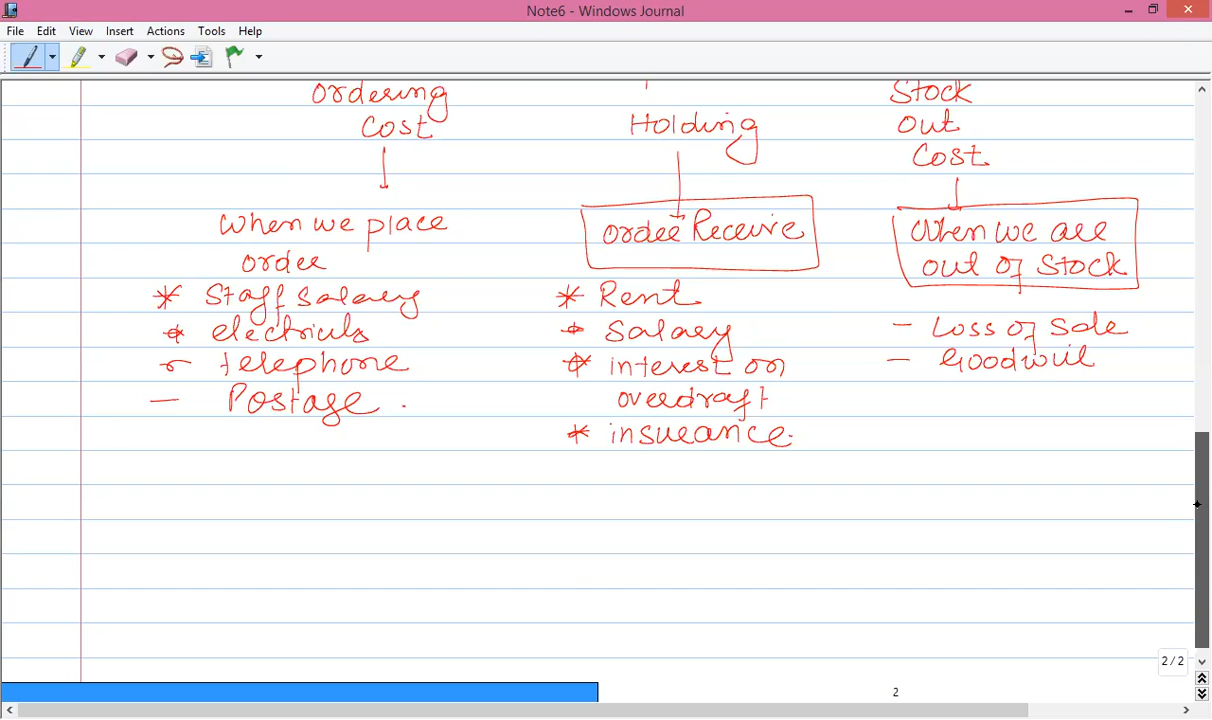 Note6 - Windows Journal
File Edit View Insert Actions Tools Help
Ordering
Cost
When we place
order
* Staff salary
* electricals
telephone
- Postage.
Holding
order Receive
* Rent
* Salary
* interest on
overdraft
* insurance.
Stock
Out
Cost
When we are
out of stock
- Loss of sale
- Goodwill
2 / 2
2